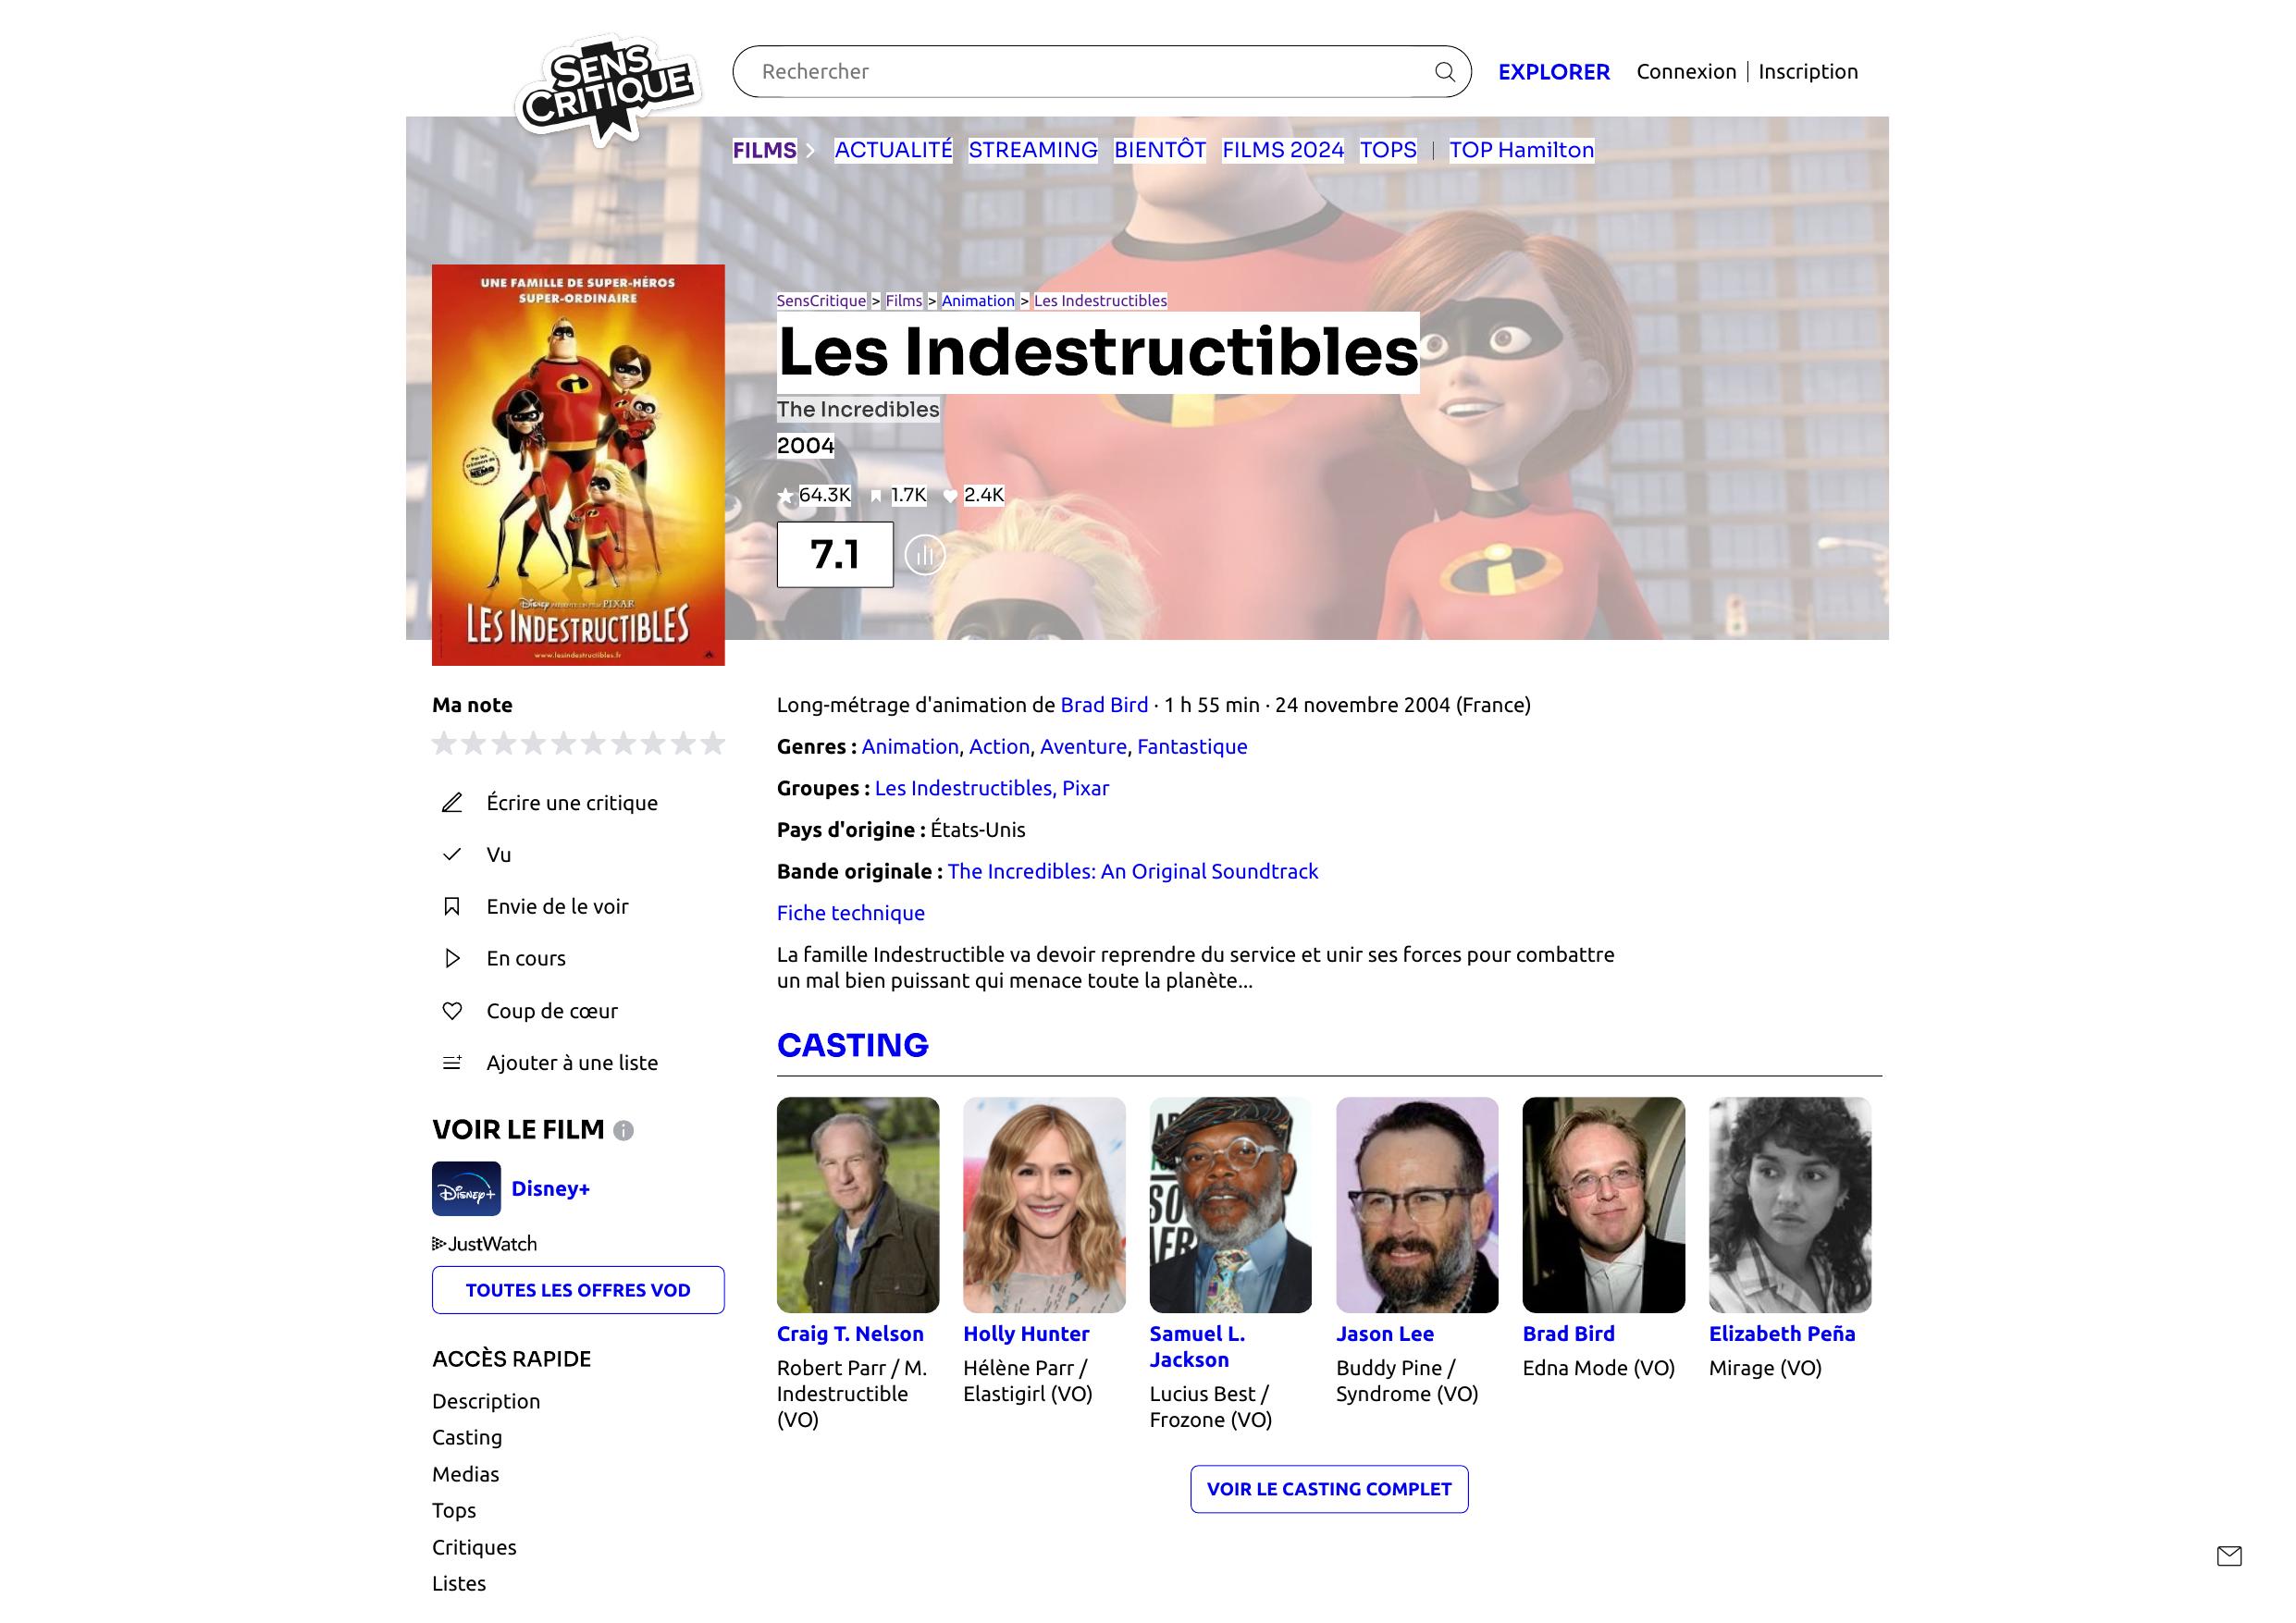 SENS
CRITIQUE
Rechercher
EXPLORER
Connexion | Inscription
FILMS
ACTUALITÉ
STREAMING
BIENTÔT
FILMS 2024
TOPS
|
TOP Hamilton
UNE FAMILLE DE SUPER-HÉROS
SUPER-ORDINAIRE
NEMO
Disney
PIXAR
LES INDESTRUCTIBLES
www.lesindestructibles.fr
SensCritique > Films > Animation > Les Indestructibles
Les Indestructibles
The Incredibles
2004
64.3K 1.7K 2.4K
7.1
Ma note
Écrire une critique
Vu
Envie de le voir
En cours
Coup de cœur
Ajouter à une liste
VOIR LE FILM
Disney+
Disney+
JustWatch
TOUTES LES OFFRES VOD
ACCÈS RAPIDE
Description
Casting
Medias
Tops
Critiques
Listes
Long-métrage d'animation de Brad Bird · 1 h 55 min · 24 novembre 2004 (France)
Genres : Animation, Action, Aventure, Fantastique
Groupes : Les Indestructibles, Pixar
Pays d'origine : États-Unis
Bande originale : The Incredibles: An Original Soundtrack
Fiche technique
La famille Indestructible va devoir reprendre du service et unir ses forces pour combattre
un mal bien puissant qui menace toute la planète...
CASTING
Craig T. Nelson
Robert Parr / M.
Indestructible
(VO)
Holly Hunter
Hélène Parr /
Elastigirl (VO)
Samuel L.
Jackson
Lucius Best /
Frozone (VO)
Jason Lee
Buddy Pine /
Syndrome (VO)
Brad Bird
Edna Mode (VO)
Elizabeth Peña
Mirage (VO)
VOIR LE CASTING COMPLET